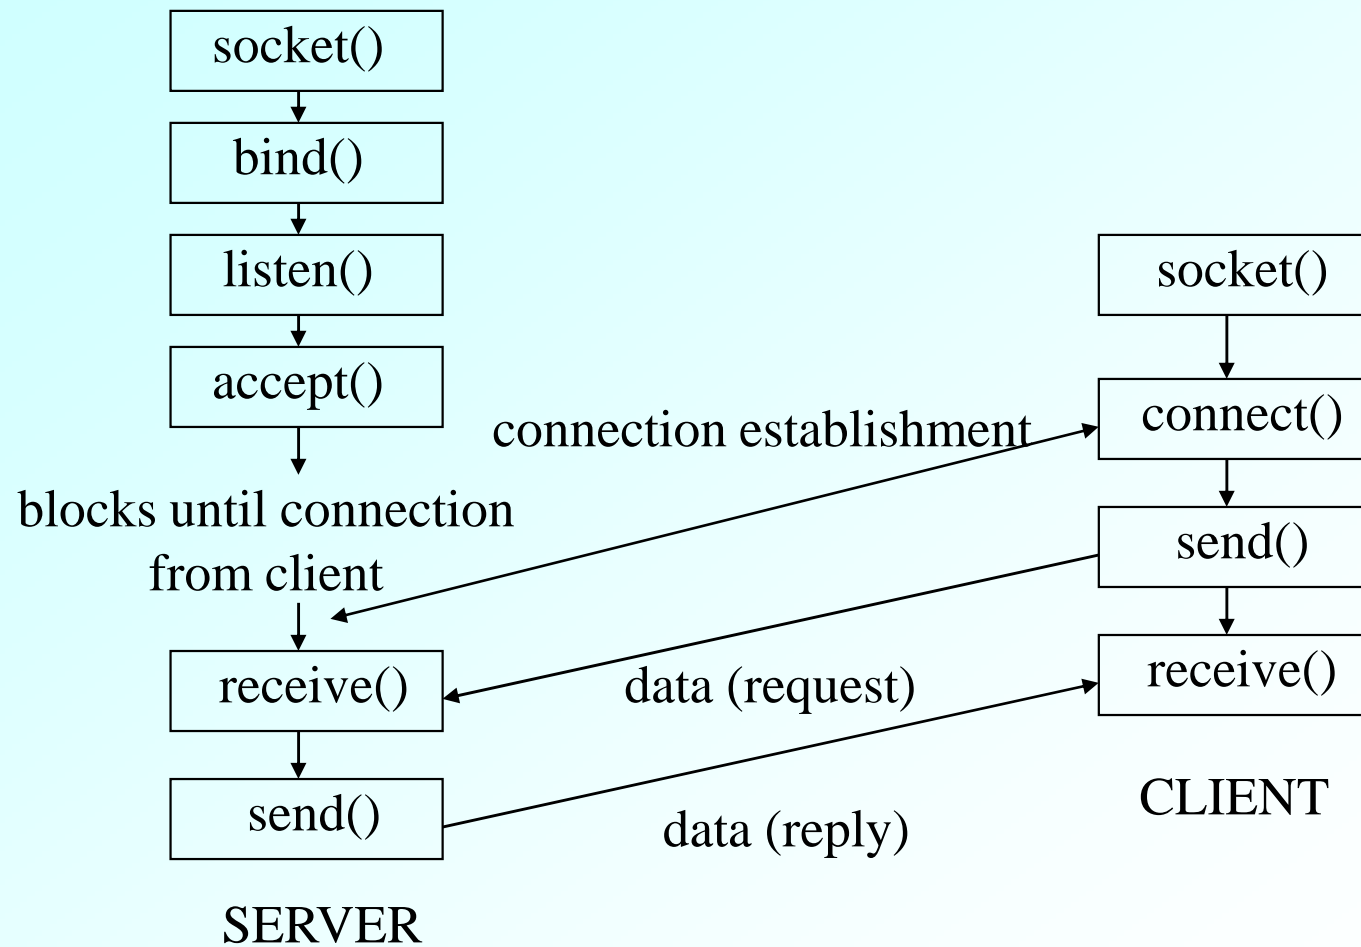 socket()
bind()
listen()
accept()
blocks until connection
from client
receive()
send()
SERVER
connection establishment
data (request)
data (reply)
socket()
connect()
send()
receive()
CLIENT